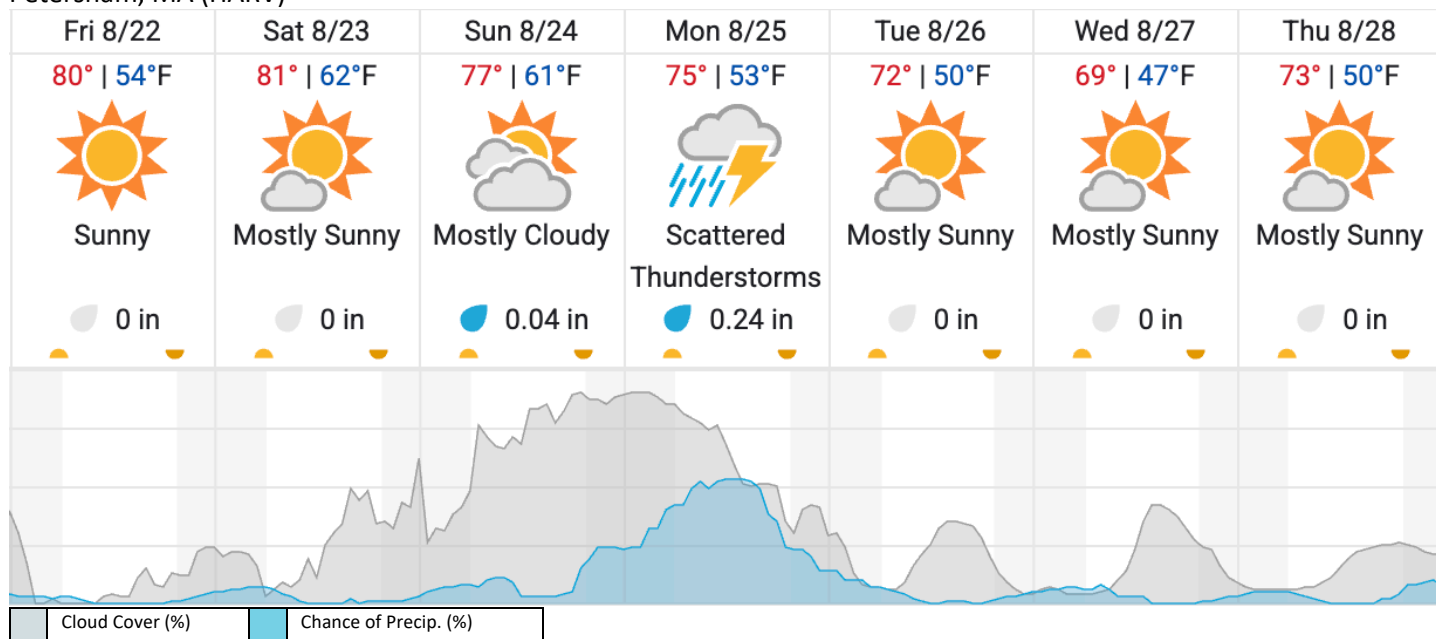 Petersham, MA (HARV)
Fri 8/22 Sat 8/23 Sun 8/24 Mon 8/25 Tue 8/26 Wed 8/27 Thu 8/28
80° | 54°F 81° | 62°F 77° | 61°F 75° | 53°F 72° | 50°F 69° | 47°F 73° | 50°F
Sunny Mostly Sunny Mostly Cloudy Scattered Mostly Sunny Mostly Sunny Mostly Sunny
Thunderstorms
0 in 0 in 0.04 in 0.24 in 0 in 0 in 0 in
Cloud Cover (%) Chance of Precip. (%)